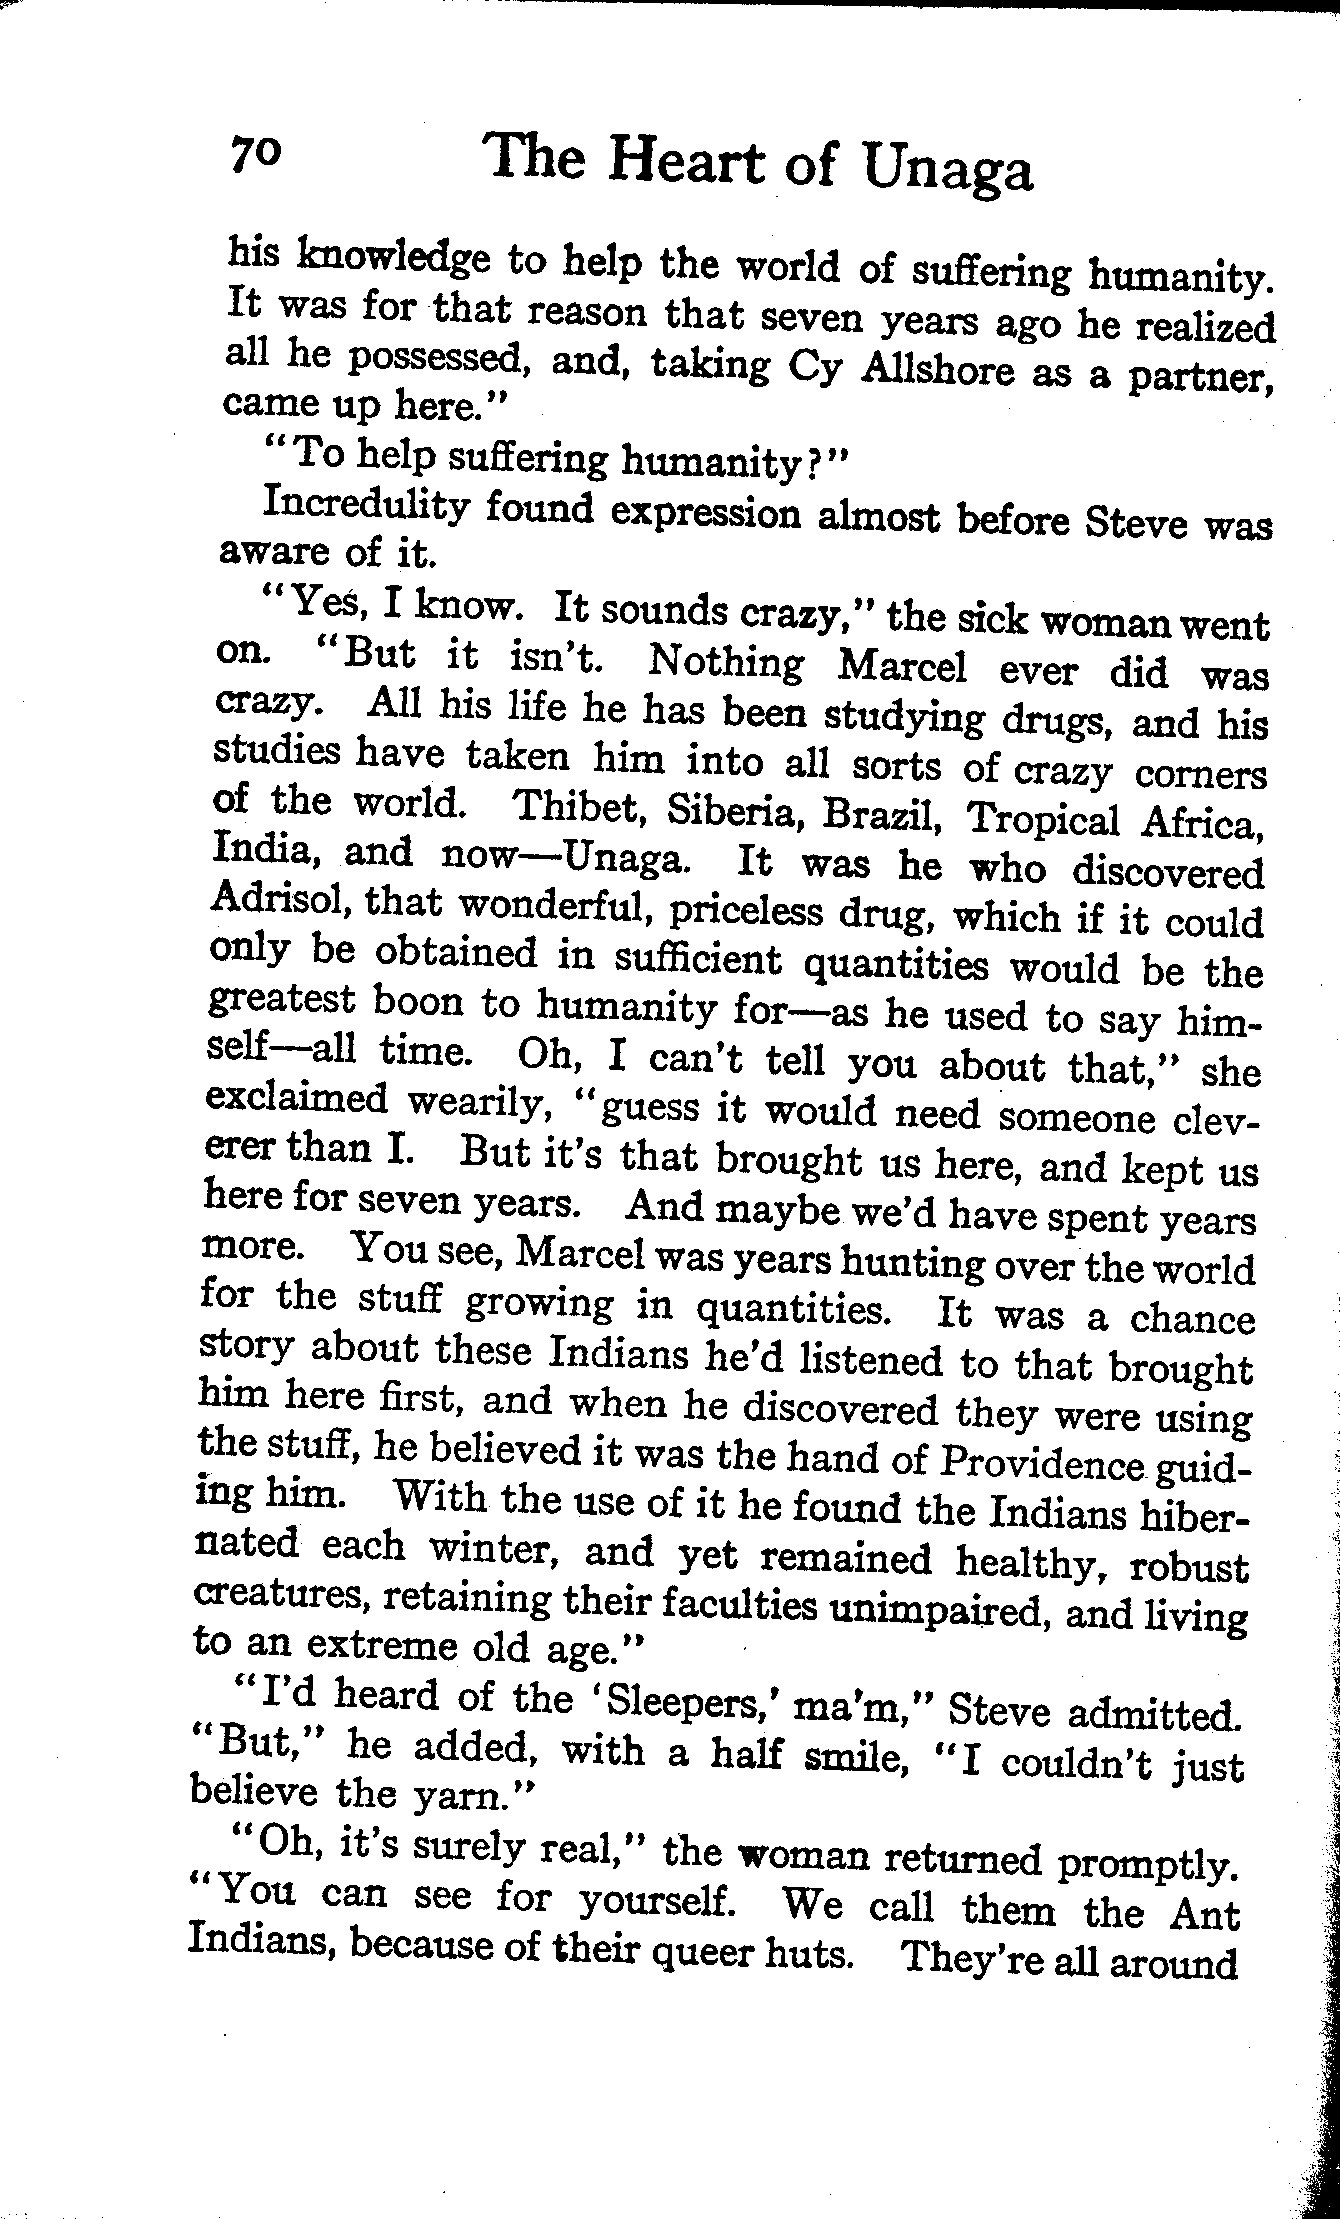 70 The Heart of Unaga
his knowledge to help the world of suffering humanity.
It was for that reason that seven years ago he realized
all he possessed, and, taking Cy Allshore as a partner,
came up here."
"To help suffering humanity?"
Incredulity found expression almost before Steve was
aware of it.
"Yes, I know. It sounds crazy," the sick woman went
on. "But it isn't. Nothing Marcel ever did was
crazy. All his life he has been studying drugs, and his
studies have taken him into all sorts of crazy corners
of the world. Thibet, Siberia, Brazil, Tropical Africa,
India, and now—Unaga. It was he who discovered
Adrisol, that wonderful, priceless drug, which if it could
only be obtained in sufficient quantities would be the
greatest boon to humanity for—as he used to say him-
self—all time. Oh, I can't tell you about that," she
exclaimed wearily, "guess it would need someone clev-
erer than I. But it's that brought us here, and kept us
here for seven years. And maybe we'd have spent years
more. You see, Marcel was years hunting over the world
for the stuff growing in quantities. It was a chance
story about these Indians he'd listened to that brought
him here first, and when he discovered they were using
the stuff, he believed it was the hand of Providence guid-
ing him. With the use of it he found the Indians hiber-
nated each winter, and yet remained healthy, robust
creatures, retaining their faculties unimpaired, and living
to an extreme old age."
"I'd heard of the 'Sleepers,' ma'm," Steve admitted.
"But," he added, with a half smile, "I couldn't just
believe the yarn."
"Oh, it's surely real," the woman returned promptly.
"You can see for yourself. We call them the Ant
Indians, because of their queer huts. They're all around